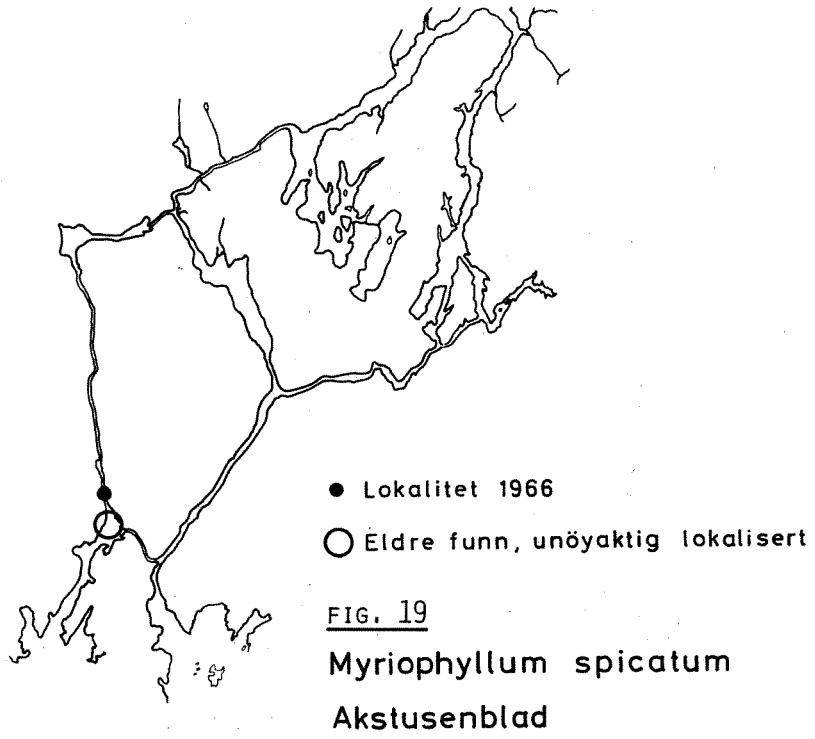 Lokalitet 1966
Eldre funn, unöyaktig lokalisert
FIG. 19
Myriophyllum spicatum
Akstusenblad